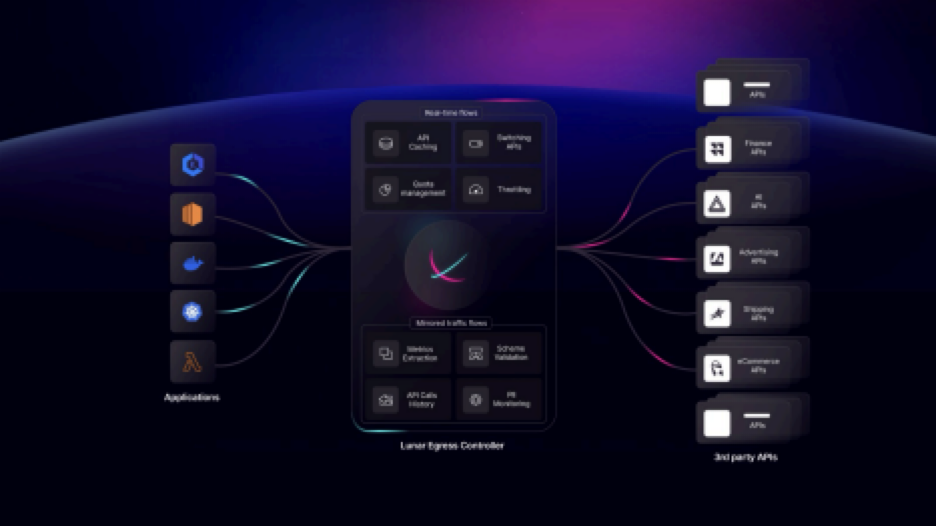 Near-time flows
API
Caching
Switching
APIs
Quota
management
Throttling
Mirrored traffic flows
Metrics
Extraction
Schema
Validation
API Calls
History
PII
Monitoring
Lunar Egress Controller
Applications
APIs
Finance
APIs
AI
APIs
Advertising
APIs
Shipping
APIs
eCommerce
APIs
APIs
3rd party APIs